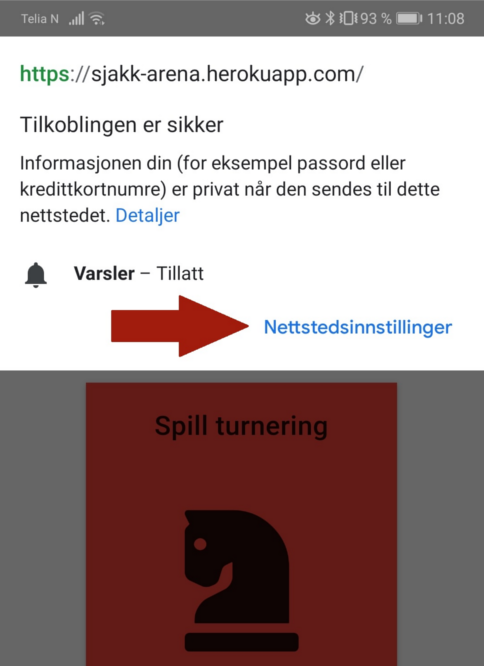 Telia N 93 % 11:08
https://sjakk-arena.herokuapp.com/
Tilkoblingen er sikker
Informasjonen din (for eksempel passord eller
kredittkortnumre) er privat når den sendes til dette
nettstedet. Detaljer
Varsler – Tillatt
Nettstedsinnstillinger
Spill turnering